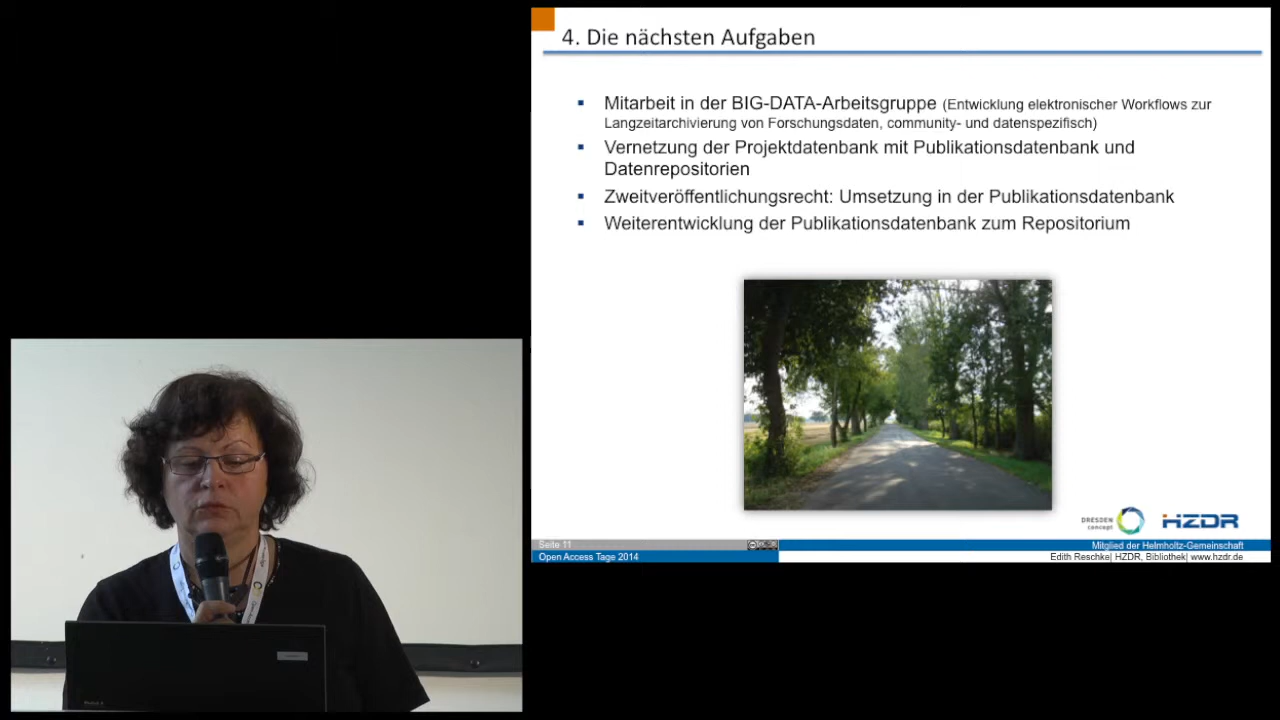 4. Die nächsten Aufgaben
▪ Mitarbeit in der BIG-DATA-Arbeitsgruppe (Entwicklung elektronischer Workflows zur
Langzeitarchivierung von Forschungsdaten, community- und datenspezifisch)
▪ Vernetzung der Projektdatenbank mit Publikationsdatenbank und
Datenrepositorien
▪ Zweitveröffentlichungsrecht: Umsetzung in der Publikationsdatenbank
▪ Weiterentwicklung der Publikationsdatenbank zum Repositorium
DRESDEN
concept
HZDR
Seite 11
Mitglied der Helmholtz-Gemeinschaft
Open Access Tage 2014
Edith Reschke| HZDR, Bibliothek| www.hzdr.de